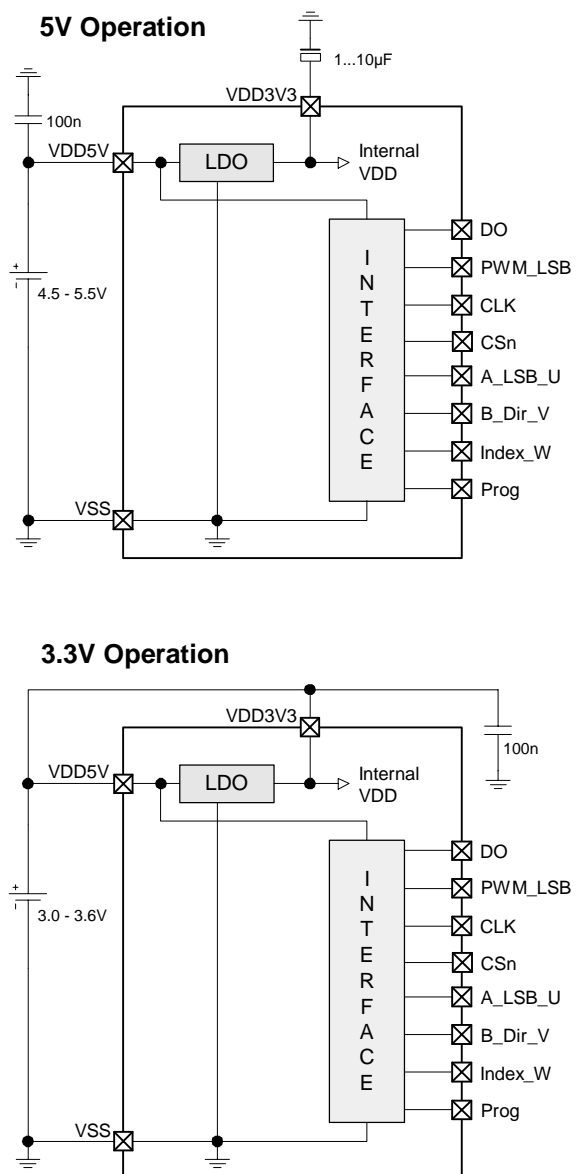 5V Operation
1...10µF
VDD3V3
100n
VDD5V
LDO
Internal
VDD
DO
PWM_LSB
CLK
CSn
A_LSB_U
B_Dir_V
Index_W
Prog
INTERFACE
+
-
4.5 - 5.5V
VSS
3.3V Operation
VDD3V3
100n
VDD5V
LDO
Internal
VDD
DO
PWM_LSB
CLK
CSn
A_LSB_U
B_Dir_V
Index_W
Prog
INTERFACE
+
-
3.0 - 3.6V
VSS